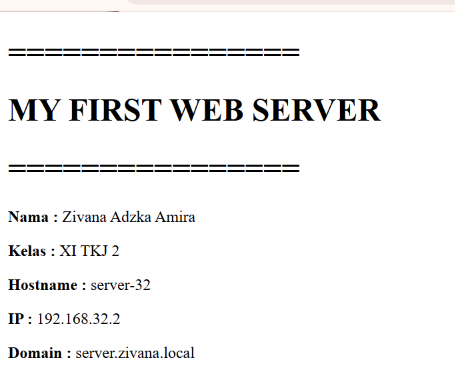 ================
MY FIRST WEB SERVER
================
Nama : Zivana Adzka Amira
Kelas : XI TKJ 2
Hostname : server-32
IP : 192.168.32.2
Domain : server.zivana.local